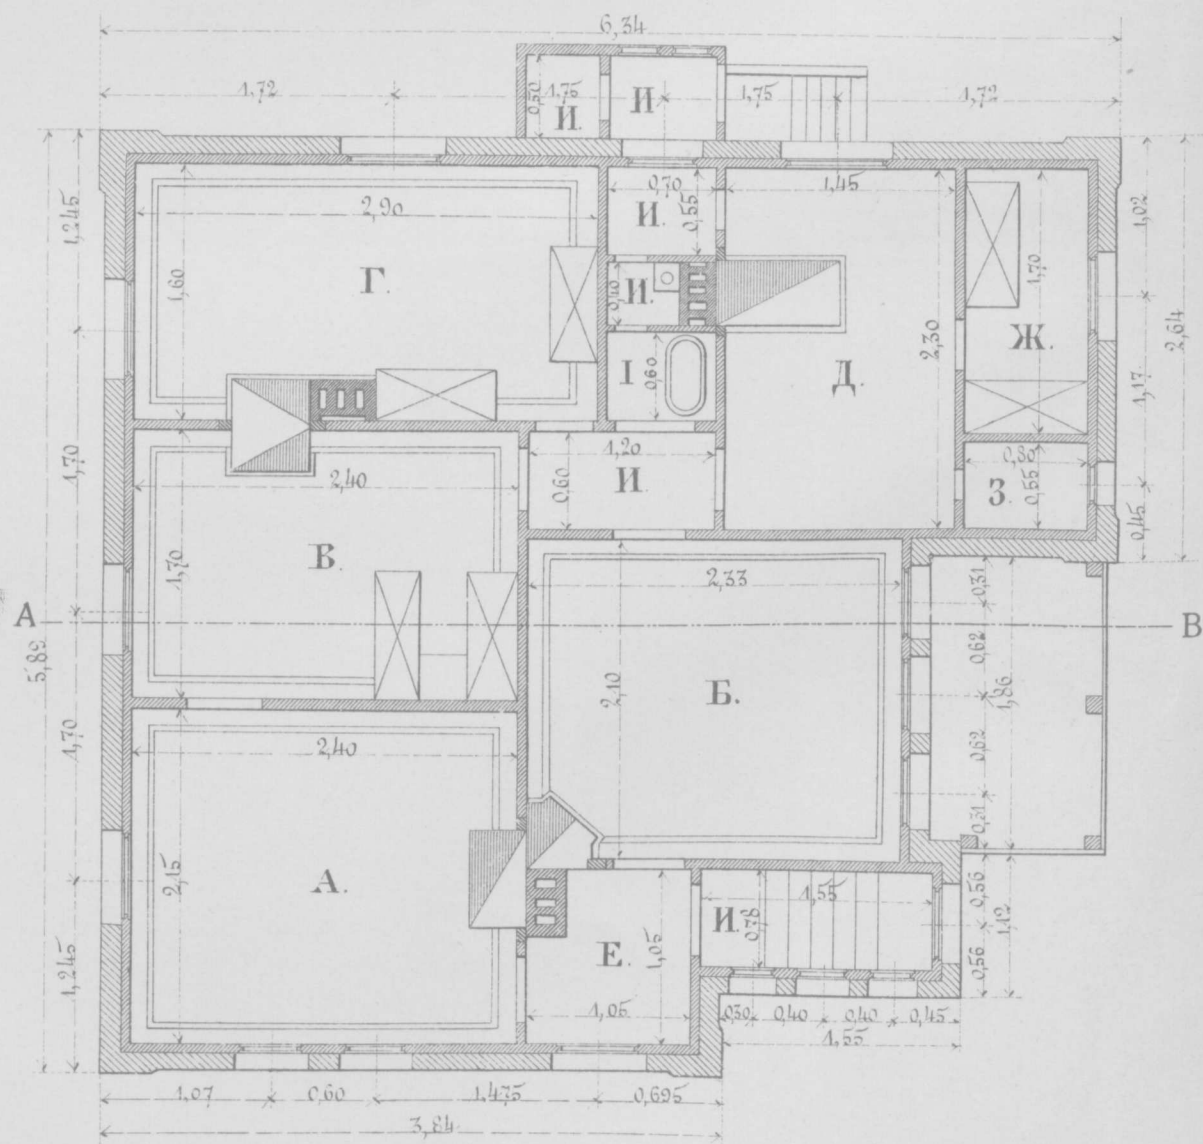 6,34
1,72 1,75 1,75 1,72
0,50 И. И
0,70 1,45
1,245 2,90 И. 0,55 1,02
1,60 Г. 1,70 2,64
0,40 И.
Ж.
І 0,60 Д. 2,30 1,17
1,70 2,40 1,20 0,80
0,60 И З. 0,55 0,45
1,70 В. 2,33 0,31
А В
5,89 0,62
2,10 Б. 1,86
1,70 2,40 0,62
0,31
2,15 А. 0,56
1,55 1,12
И. 0,78
1,245 Е. 1,05 0,56
1,05 0,30 0,40 0,40 0,45
1,55
1,07 0,60 1,475 0,695
3,84